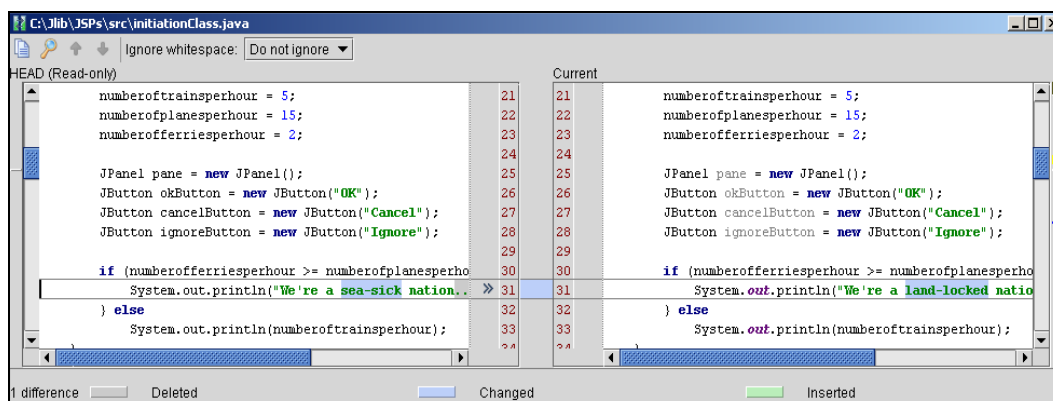 C:\Jlib\JSPs\src\initiationClass.java
Ignore whitespace: Do not ignore
HEAD (Read-only)
numberoftrainsperhour = 5; 21
numberofplanesperhour = 15; 22
numberofferriesperhour = 2; 23
24
JPanel pane = new JPanel(); 25
JButton okButton = new JButton("OK"); 26
JButton cancelButton = new JButton("Cancel"); 27
JButton ignoreButton = new JButton("Ignore"); 28
29
if (numberofferriesperhour >= numberofplanesperho 30
System.out.println("We're a sea-sick nation.. » 31
} else 32
System.out.println(numberoftrainsperhour); 33
} 34
Current
21 numberoftrainsperhour = 5;
22 numberofplanesperhour = 15;
23 numberofferriesperhour = 2;
24
25 JPanel pane = new JPanel();
26 JButton okButton = new JButton("OK");
27 JButton cancelButton = new JButton("Cancel");
28 JButton ignoreButton = new JButton("Ignore");
29
30 if (numberofferriesperhour >= numberofplanesperho
31 System.out.println("We're a land-locked natio
32 } else
33 System.out.println(numberoftrainsperhour);
34 }
1 difference Deleted Changed Inserted